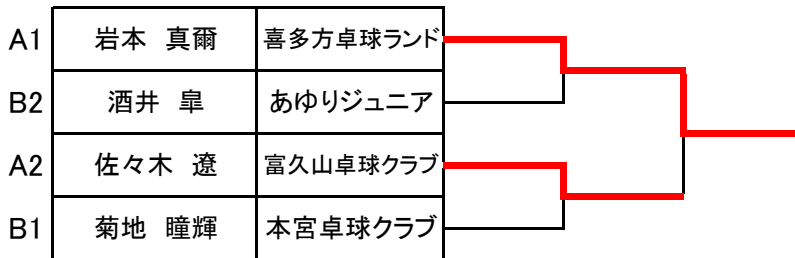 A1 岩本 真爾 喜多方卓球ランド
B2 酒井 皐 あゆりジュニア
A2 佐々木 遼 富久山卓球クラブ
B1 菊地 瞳輝 本宮卓球クラブ